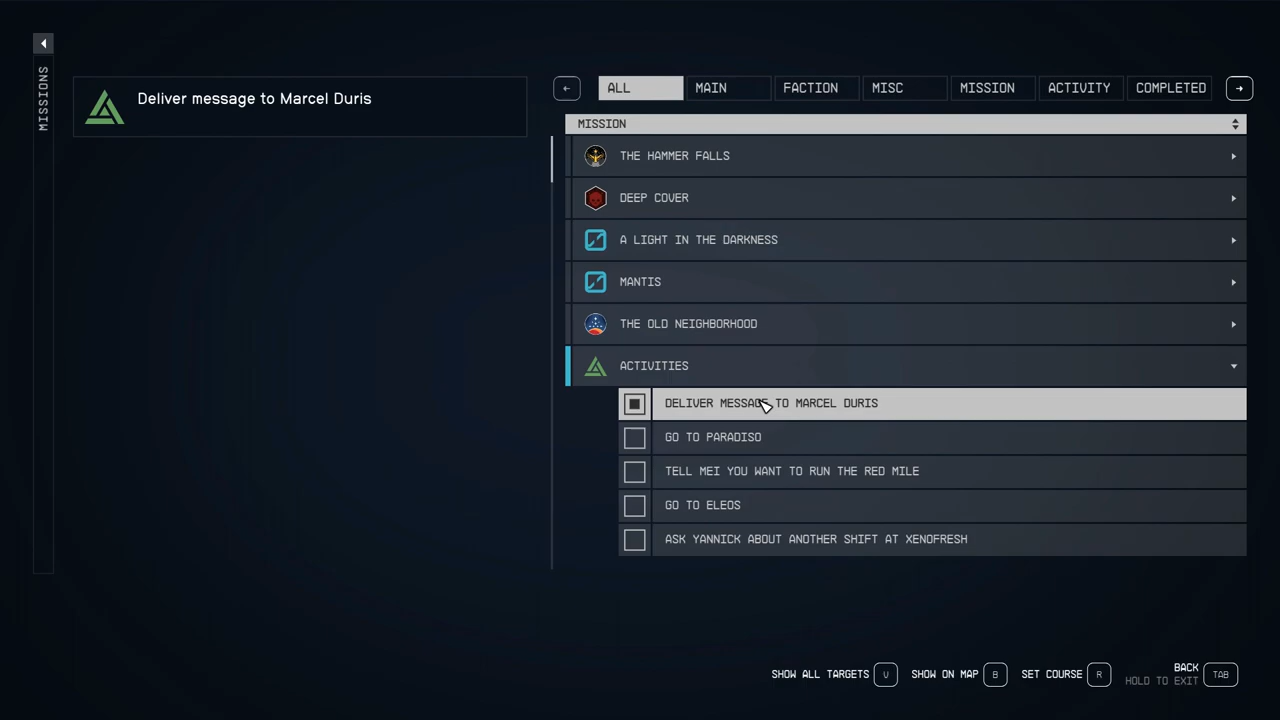 MISSIONS
Deliver message to Marcel Duris
ALL MAIN FACTION MISC MISSION ACTIVITY COMPLETED
MISSION
THE HAMMER FALLS
DEEP COVER
A LIGHT IN THE DARKNESS
MANTIS
THE OLD NEIGHBORHOOD
ACTIVITIES
DELIVER MESSAGE TO MARCEL DURIS
GO TO PARADISO
TELL MEI YOU WANT TO RUN THE RED MILE
GO TO ELEOS
ASK YANNICK ABOUT ANOTHER SHIFT AT XENOFRESH
SHOW ALL TARGETS V SHOW ON MAP B SET COURSE R BACK TAB
HOLD TO EXIT